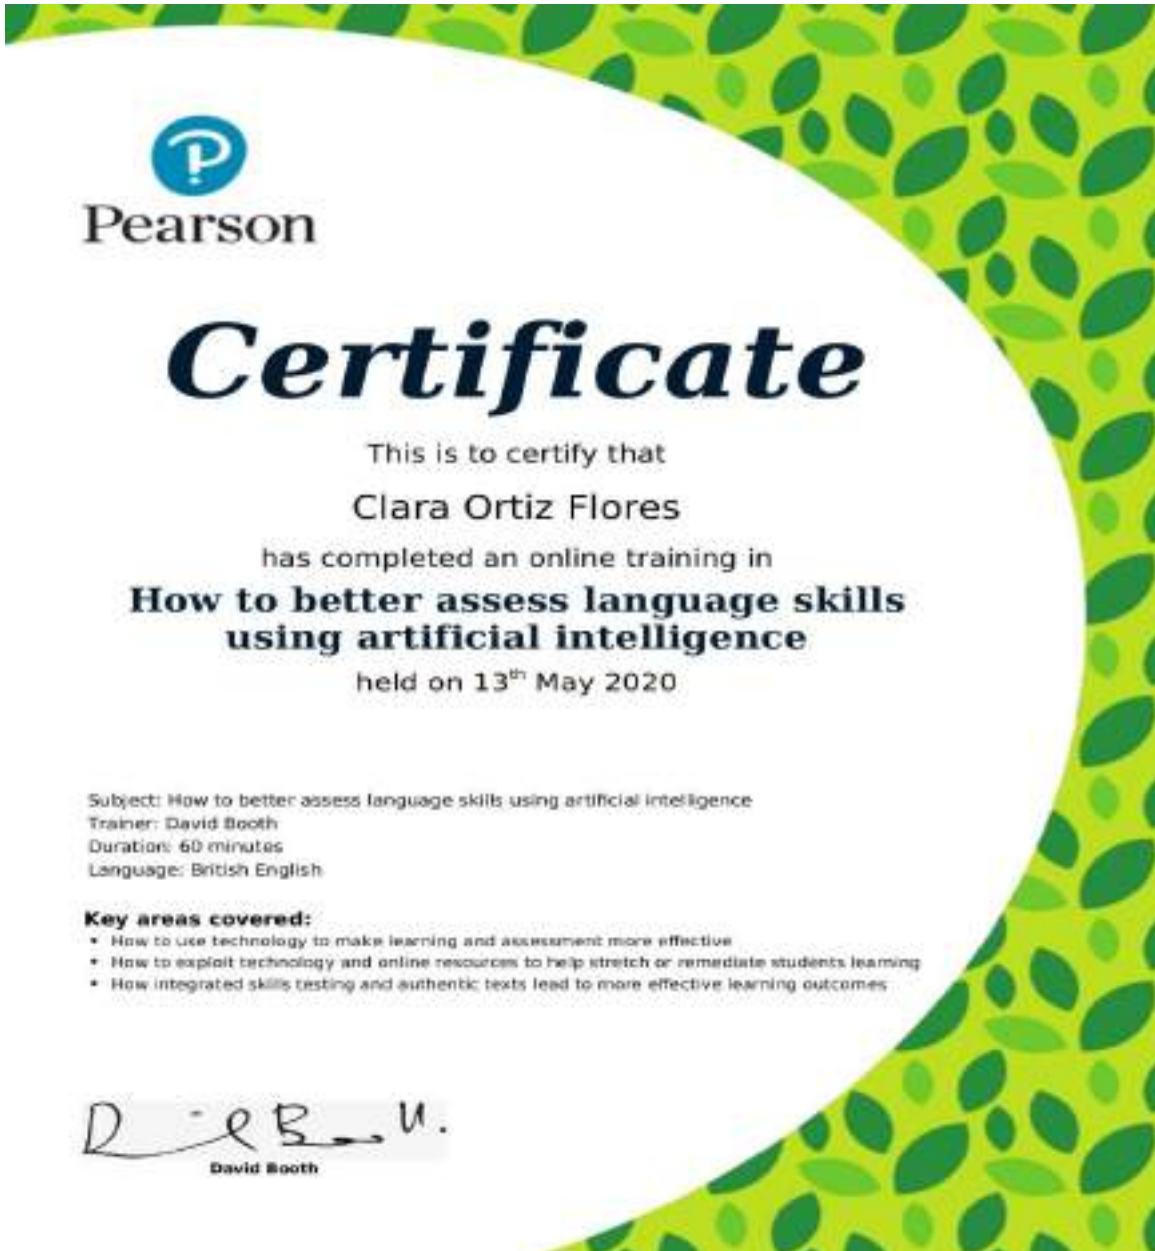 Pearson
Certificate
This is to certify that
Clara Ortiz Flores
has completed an online training in
How to better assess language skills
using artificial intelligence
held on 13th May 2020
Subject: How to better assess language skills using artificial intelligence
Trainer: David Booth
Duration: 60 minutes
Language: British English
Key areas covered:
• How to use technology to make learning and assessment more effective
• How to exploit technology and online resources to help stretch or remediate students learning
• How integrated skills testing and authentic texts lead to more effective learning outcomes
David Booth